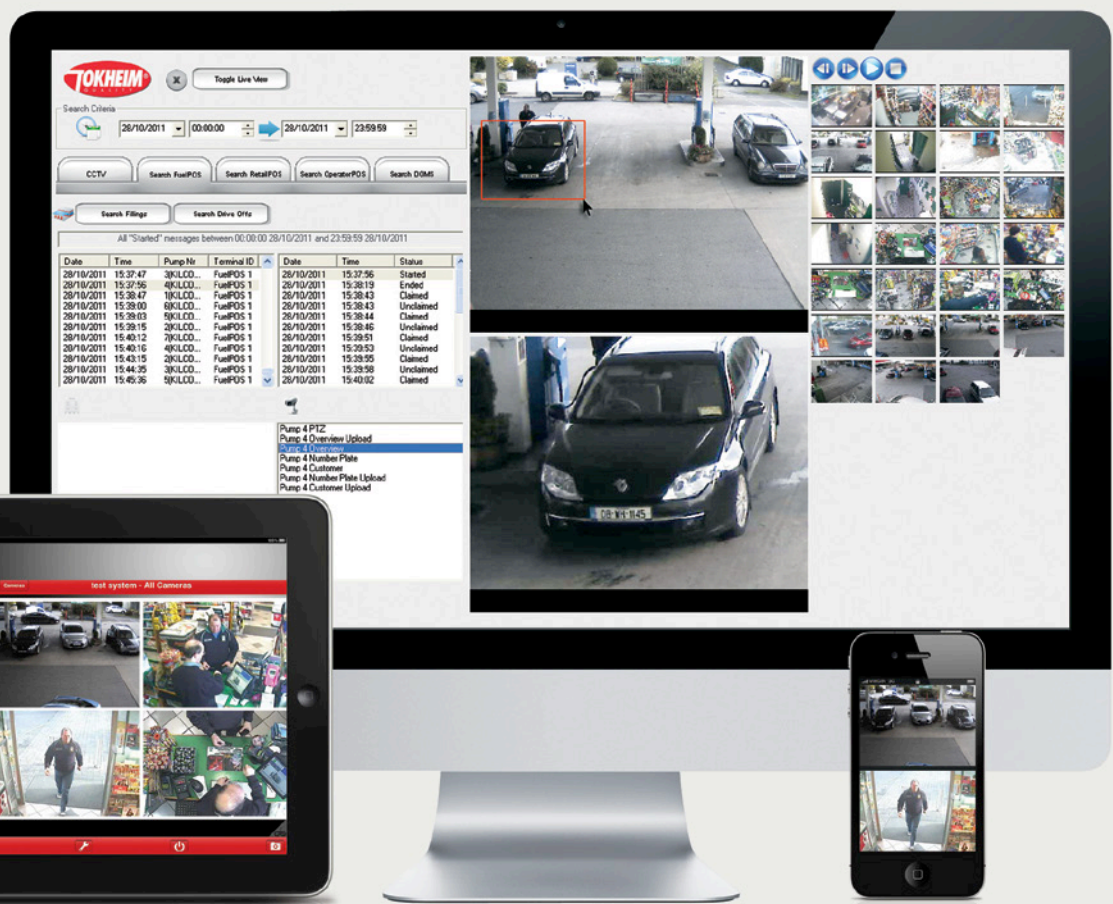 TOKHEIM
QUALITY
X
Toggle Live View
Search Criteria
28/10/2011 00:00:00 28/10/2011 23:59:59
CCTV Search FuelPOS Search RetailPOS Search OperatorPOS Search DOMS
Search Fillings Search Drive Offs
All "Started" messages between 00:00:00 28/10/2011 and 23:59:59 28/10/2011
Date Time Pump Nr Terminal ID Date Time Status
28/10/2011 15:37:47 3(KILCO... FuelPOS 1 28/10/2011 15:37:56 Started
28/10/2011 15:37:56 4(KILCO... FuelPOS 1 28/10/2011 15:38:19 Ended
28/10/2011 15:38:47 1(KILCO... FuelPOS 1 28/10/2011 15:38:43 Claimed
28/10/2011 15:39:00 6(KILCO... FuelPOS 1 28/10/2011 15:38:43 Unclaimed
28/10/2011 15:39:03 5(KILCO... FuelPOS 1 28/10/2011 15:38:44 Claimed
28/10/2011 15:39:15 2(KILCO... FuelPOS 1 28/10/2011 15:38:46 Unclaimed
28/10/2011 15:40:12 7(KILCO... FuelPOS 1 28/10/2011 15:39:51 Claimed
28/10/2011 15:40:16 4(KILCO... FuelPOS 1 28/10/2011 15:39:53 Unclaimed
28/10/2011 15:43:15 2(KILCO... FuelPOS 1 28/10/2011 15:39:55 Claimed
28/10/2011 15:44:35 3(KILCO... FuelPOS 1 28/10/2011 15:39:58 Unclaimed
28/10/2011 15:45:36 5(KILCO... FuelPOS 1 28/10/2011 15:40:02 Claimed
Pump 4 PTZ
Pump 4 Overview Upload
Pump 4 Overview
Pump 4 Number Plate
Pump 4 Customer
Pump 4 Number Plate Upload
Pump 4 Customer Upload
08-WH-1145
Cameras test system - All Cameras